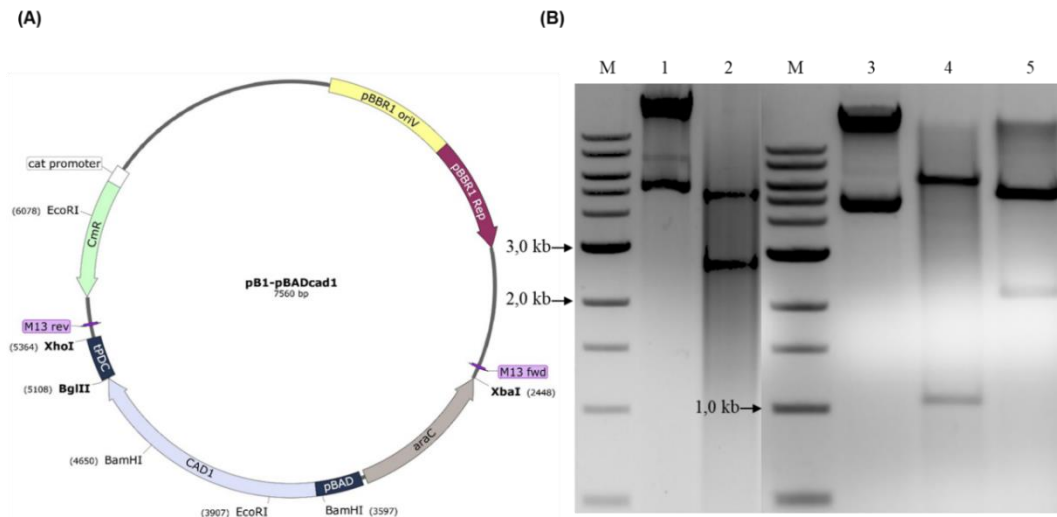 (A)
pBBR1 oriV
pBBR1 Rep
cat promoter
(6078) EcoRI
CmR
pB1-pBADcad1
7560 bp
M13 rev
(5364) XhoI
tPDC
(5108) BglII
M13 fwd
XbaI (2448)
araC
(4650) BamHI
CAD1
pBAD
(3907) EcoRI
BamHI (3597)
(B)
M 1 2 M 3 4 5
3,0 kb
2,0 kb
1,0 kb